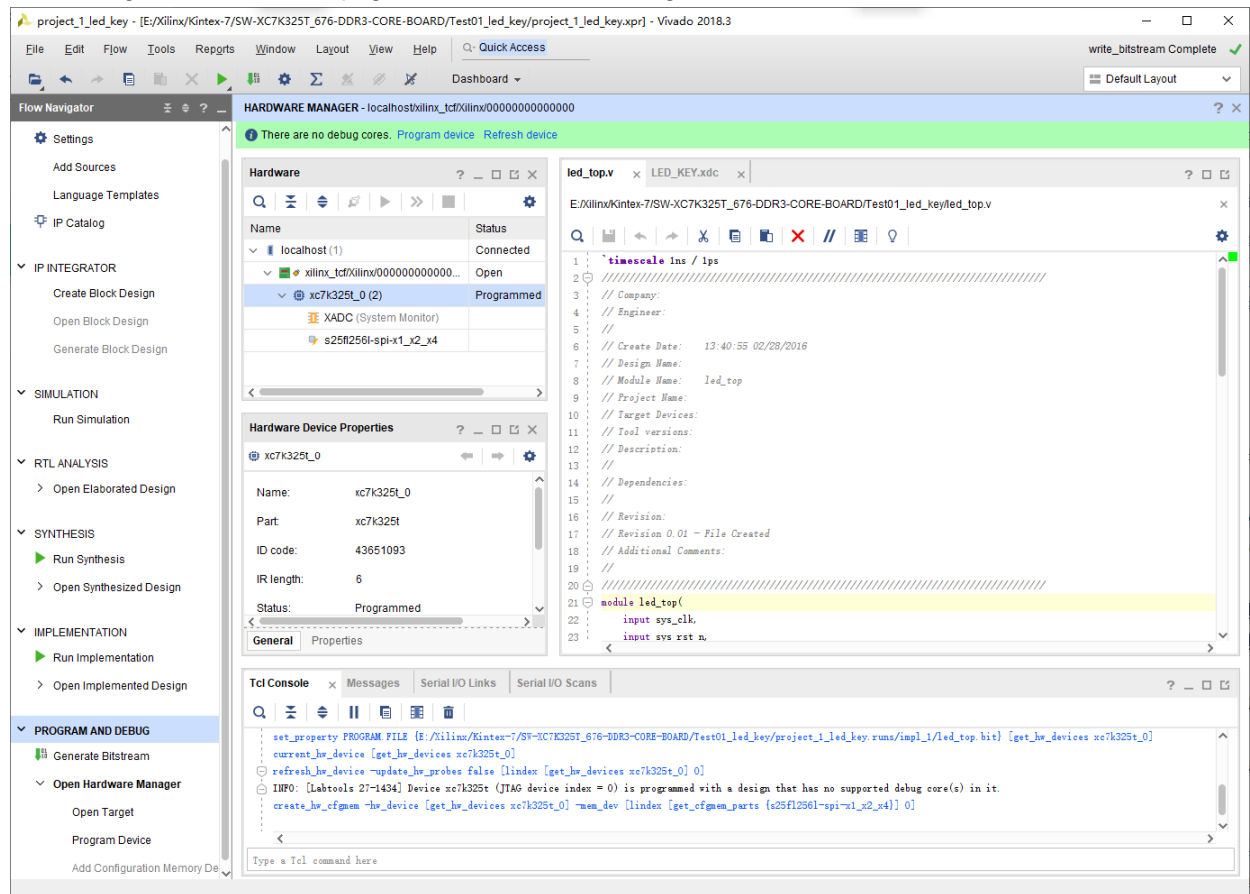 project_1_led_key - [E:/Xilinx/Kintex-7/SW-XC7K325T_676-DDR3-CORE-BOARD/Test01_led_key/project_1_led_key.xpr] - Vivado 2018.3
File Edit Flow Tools Reports Window Layout View Help Quick Access write_bitstream Complete
Dashboard Default Layout
Flow Navigator
Settings
Add Sources
Language Templates
IP Catalog
IP INTEGRATOR
Create Block Design
Open Block Design
Generate Block Design
SIMULATION
Run Simulation
RTL ANALYSIS
Open Elaborated Design
SYNTHESIS
Run Synthesis
Open Synthesized Design
IMPLEMENTATION
Run Implementation
Open Implemented Design
PROGRAM AND DEBUG
Generate Bitstream
Open Hardware Manager
Open Target
Program Device
Add Configuration Memory De
HARDWARE MANAGER - localhost/xilinx_tcf/Xilinx/00000000000000
There are no debug cores. Program device Refresh device
Hardware
Name Status
localhost (1) Connected
xilinx_tcf/Xilinx/000000000000... Open
xc7k325t_0 (2) Programmed
XADC (System Monitor)
s25fl256l-spi-x1_x2_x4
Hardware Device Properties
xc7k325t_0
Name: xc7k325t_0
Part: xc7k325t
ID code: 43651093
IR length: 6
Status: Programmed
General Properties
led_top.v LED_KEY.xdc
E:/Xilinx/Kintex-7/SW-XC7K325T_676-DDR3-CORE-BOARD/Test01_led_key/led_top.v
1 `timescale 1ns / 1ps
2 //////////////////////////////////////////////////////////////////////////////////
3 // Company:
4 // Engineer:
5 //
6 // Create Date: 13:40:55 02/28/2016
7 // Design Name:
8 // Module Name: led_top
9 // Project Name:
10 // Target Devices:
11 // Tool versions:
12 // Description:
13 //
14 // Dependencies:
15 //
16 // Revision:
17 // Revision 0.01 - File Created
18 // Additional Comments:
19 //
20 //////////////////////////////////////////////////////////////////////////////////
21 module led_top(
22 input sys_clk,
23 input sys_rst_n,
Tcl Console Messages Serial I/O Links Serial I/O Scans
set_property PROGRAM.FILE {E:/Xilinx/Kintex-7/SW-XC7K325T_676-DDR3-CORE-BOARD/Test01_led_key/project_1_led_key.runs/impl_1/led_top.bit} [get_hw_devices xc7k325t_0]
current_hw_device [get_hw_devices xc7k325t_0]
refresh_hw_device -update_hw_probes false [lindex [get_hw_devices xc7k325t_0] 0]
INFO: [Labtools 27-1434] Device xc7k325t (JTAG device index = 0) is programmed with a design that has no supported debug core(s) in it.
create_hw_cfgmem -hw_device [get_hw_devices xc7k325t_0] -mem_dev [lindex [get_cfgmem_parts {s25fl256l-spi-x1_x2_x4}] 0]
Type a Tcl command here